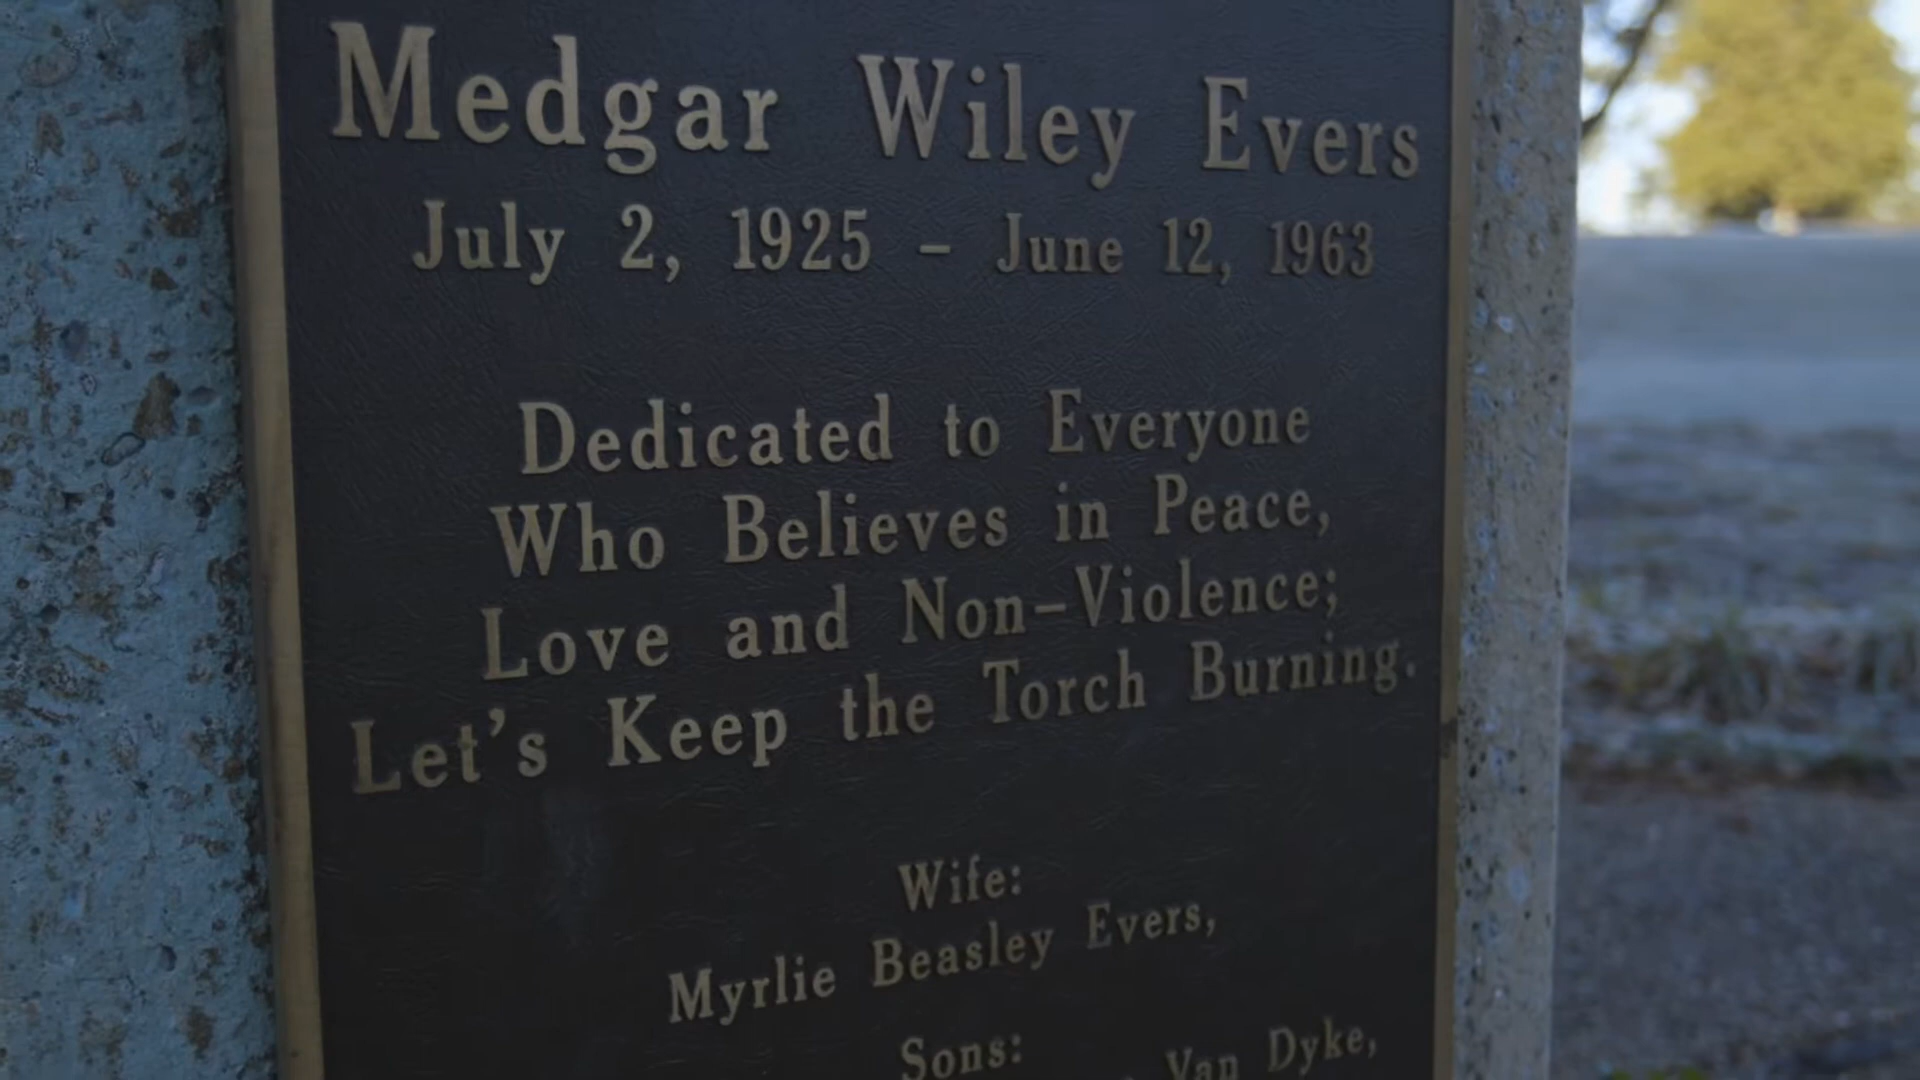 Medgar Wiley Evers
July 2, 1925 – June 12, 1963
Dedicated to Everyone
Who Believes in Peace,
Love and Non-Violence;
Let's Keep the Torch Burning.
Wife:
Myrlie Beasley Evers,
Sons:
Van Dyke,